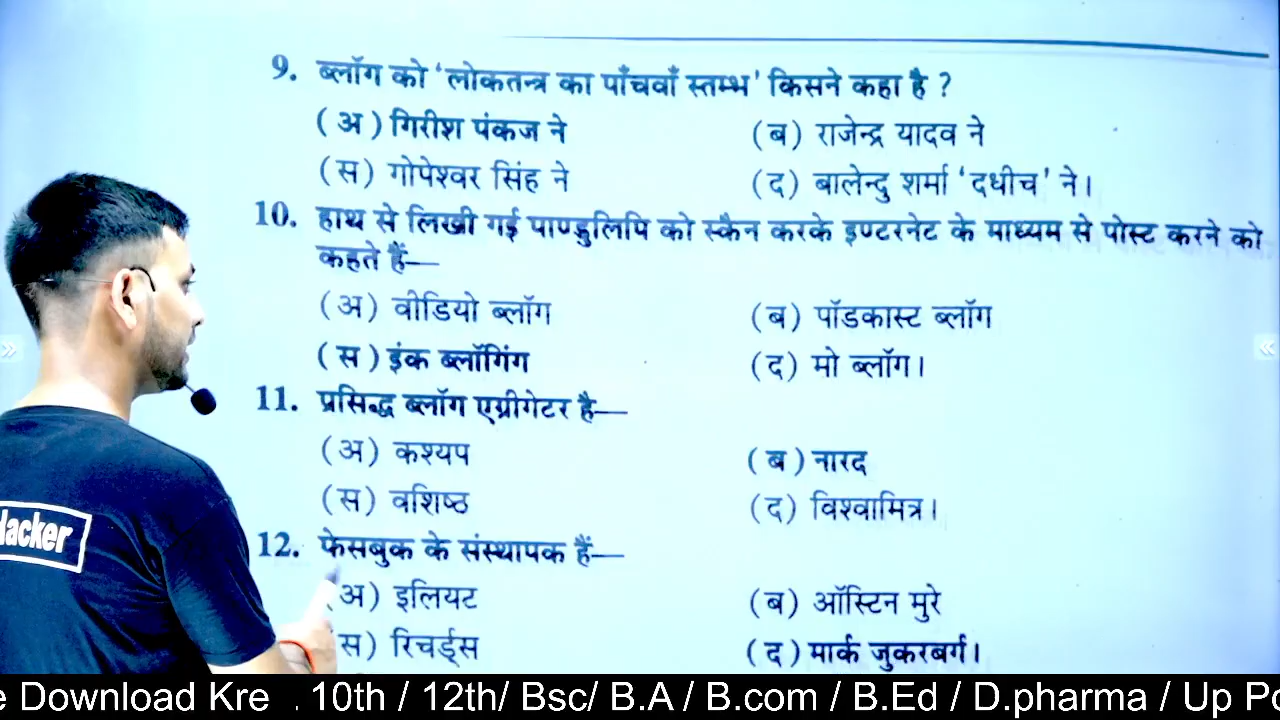 9. ब्लॉग को 'लोकतन्त्र का पाँचवाँ स्तम्भ' किसने कहा है ?
(अ) गिरीश पंकज ने (ब) राजेन्द्र यादव ने
(स) गोपेश्वर सिंह ने (द) बालेन्दु शर्मा 'दधीच' ने।
10. हाथ से लिखी गई पाण्डुलिपि को स्कैन करके इण्टरनेट के माध्यम से पोस्ट करने को
कहते हैं—
(अ) वीडियो ब्लॉग (ब) पॉडकास्ट ब्लॉग
(स) इंक ब्लॉगिंग (द) मो ब्लॉग।
11. प्रसिद्ध ब्लॉग एग्रीगेटर है—
(अ) कश्यप (ब) नारद
(स) वशिष्ठ (द) विश्वामित्र।
12. फेसबुक के संस्थापक हैं—
अ) इलियट (ब) ऑस्टिन मुरे
स) रिचर्ड्स (द) मार्क जुकरबर्ग।
Hacker
e Download Kre . 10th / 12th/ Bsc/ B.A / B.com / B.Ed / D.pharma / Up Po